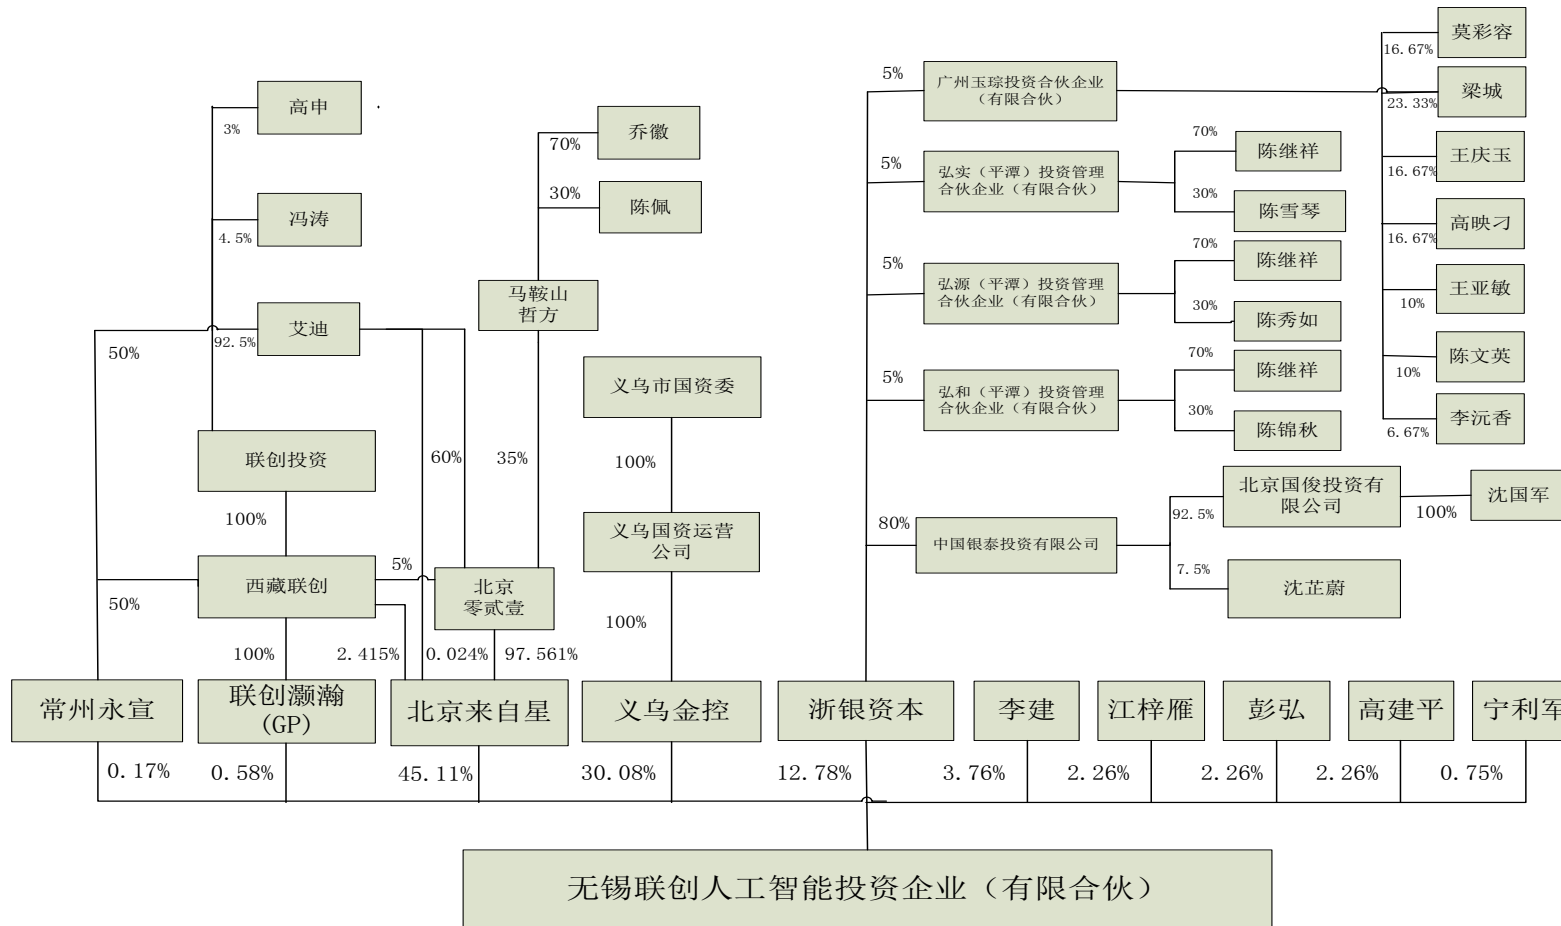 莫彩容
16.67%
高申
3%
5%
广州玉琮投资合伙企业
（有限合伙）
梁城
23.33%
乔徽
70%
陈佩
30%
5%
弘实（平潭）投资管理
合伙企业（有限合伙）
70%
陈继祥
30%
陈雪琴
王庆玉
16.67%
冯涛
4.5%
高映刁
16.67%
5%
弘源（平潭）投资管理
合伙企业（有限合伙）
70%
陈继祥
30%
陈秀如
王亚敏
10%
马鞍山
哲方
艾迪
92.5%
50%
陈文英
10%
义乌市国资委
5%
弘和（平潭）投资管理
合伙企业（有限合伙）
70%
陈继祥
30%
陈锦秋
李沅香
6.67%
联创投资
60%
35%
100%
100%
义乌国资运营
公司
80%
中国银泰投资有限公司
92.5%
北京国俊投资有
限公司
100%
沈国军
7.5%
沈芷蔚
西藏联创
5%
北京
零贰壹
50%
100%
2.415%
0.024%
97.561%
100%
常州永宣
联创灏瀚
(GP)
北京来自星
义乌金控
浙银资本
李建
江梓雁
彭弘
高建平
宁利军
0.17%
0.58%
45.11%
30.08%
12.78%
3.76%
2.26%
2.26%
2.26%
0.75%
无锡联创人工智能投资企业（有限合伙）